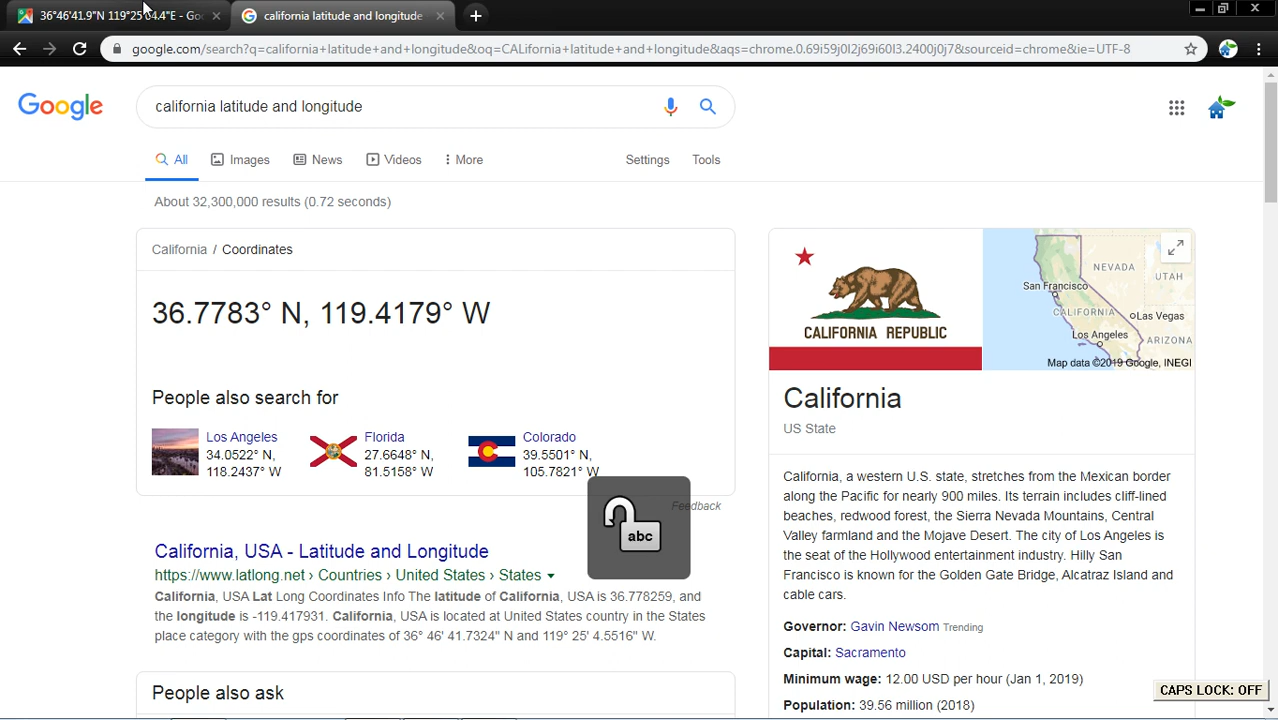 36°46'41.9"N 119°25'04.4"E - Goo
california latitude and longitude
google.com/search?q=california+latitude+and+longitude&oq=CALifornia+latitude+and+longitude&aqs=chrome.0.69i59j0l2j69i60l3.2400j0j7&sourceid=chrome&ie=UTF-8
Google
california latitude and longitude
All
Images
News
Videos
More
Settings
Tools
About 32,300,000 results (0.72 seconds)
California / Coordinates
36.7783° N, 119.4179° W
People also search for
Los Angeles
34.0522° N,
118.2437° W
Florida
27.6648° N,
81.5158° W
Colorado
39.5501° N,
105.7821° W
Feedback
abc
California, USA - Latitude and Longitude
https://www.latlong.net › Countries › United States › States
California, USA Lat Long Coordinates Info The latitude of California, USA is 36.778259, and
the longitude is -119.417931. California, USA is located at United States country in the States
place category with the gps coordinates of 36° 46' 41.7324" N and 119° 25' 4.5516" W.
People also ask
CALIFORNIA REPUBLIC
NEVADA
UTAH
San Francisco
CALIFORNIA
Las Vegas
Los Angeles
ARIZONA
Map data ©2019 Google, INEGI
California
US State
California, a western U.S. state, stretches from the Mexican border
along the Pacific for nearly 900 miles. Its terrain includes cliff-lined
beaches, redwood forest, the Sierra Nevada Mountains, Central
Valley farmland and the Mojave Desert. The city of Los Angeles is
the seat of the Hollywood entertainment industry. Hilly San
Francisco is known for the Golden Gate Bridge, Alcatraz Island and
cable cars.
Governor: Gavin Newsom Trending
Capital: Sacramento
Minimum wage: 12.00 USD per hour (Jan 1, 2019)
Population: 39.56 million (2018)
CAPS LOCK: OFF